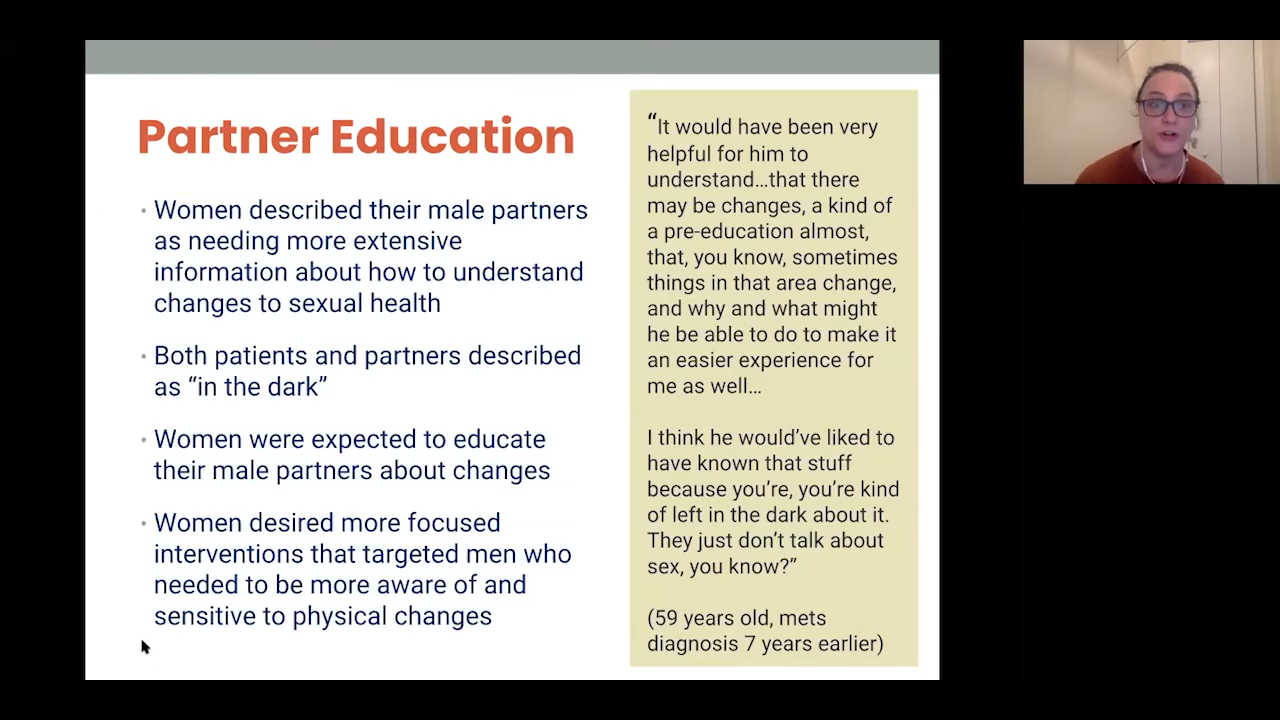 Partner Education
• Women described their male partners
as needing more extensive
information about how to understand
changes to sexual health
• Both patients and partners described
as “in the dark”
• Women were expected to educate
their male partners about changes
• Women desired more focused
interventions that targeted men who
needed to be more aware of and
sensitive to physical changes
“It would have been very
helpful for him to
understand…that there
may be changes, a kind of
a pre-education almost,
that, you know, sometimes
things in that area change,
and why and what might
he be able to do to make it
an easier experience for
me as well…
I think he would’ve liked to
have known that stuff
because you’re, you’re kind
of left in the dark about it.
They just don’t talk about
sex, you know?”
(59 years old, mets
diagnosis 7 years earlier)